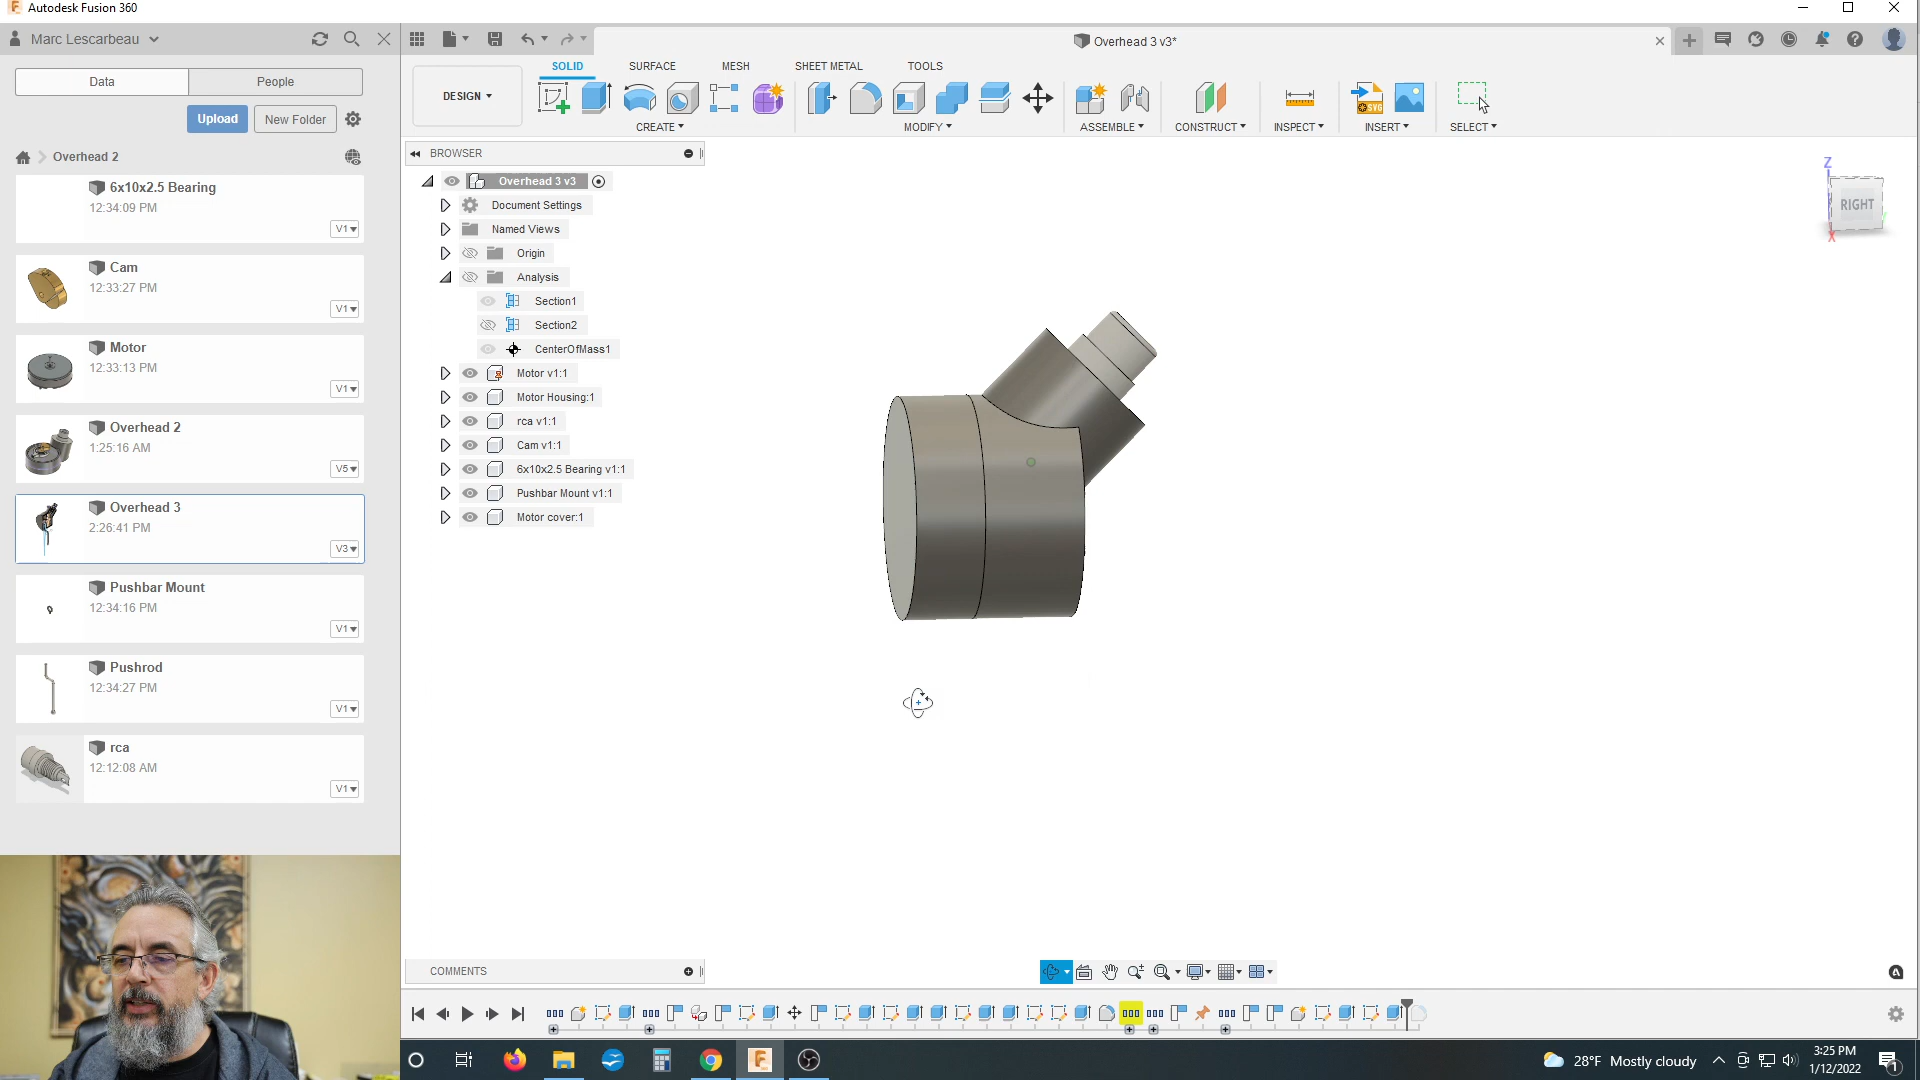 Autodesk Fusion 360
Marc Lescarbeau
Overhead 3 v3*
Data
People
SOLID
SURFACE
MESH
SHEET METAL
TOOLS
DESIGN
Upload
New Folder
CREATE
MODIFY
ASSEMBLE
CONSTRUCT
INSPECT
INSERT
SELECT
Overhead 2
BROWSER
6x10x2.5 Bearing
12:34:09 PM
V1
Cam
12:33:27 PM
V1
Motor
12:33:13 PM
V1
Overhead 2
1:25:16 AM
V5
Overhead 3
2:26:41 PM
V3
Pushbar Mount
12:34:16 PM
V1
Pushrod
12:34:27 PM
V1
rca
12:12:08 AM
V1
Overhead 3 v3
Document Settings
Named Views
Origin
Analysis
Section1
Section2
CenterOfMass1
Motor v1:1
Motor Housing:1
rca v1:1
Cam v1:1
6x10x2.5 Bearing v1:1
Pushbar Mount v1:1
Motor cover:1
Z
RIGHT
X
COMMENTS
28°F Mostly cloudy
3:25 PM
1/12/2022
1